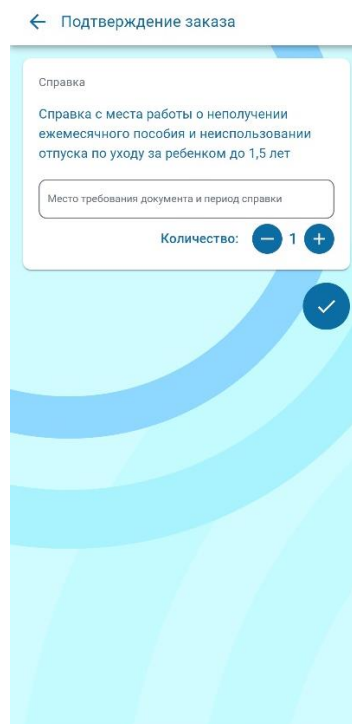 Подтверждение заказа
Справка
Справка с места работы о неполучении
ежемесячного пособия и неиспользовании
отпуска по уходу за ребенком до 1,5 лет
Место требования документа и период справки
Количество: 1